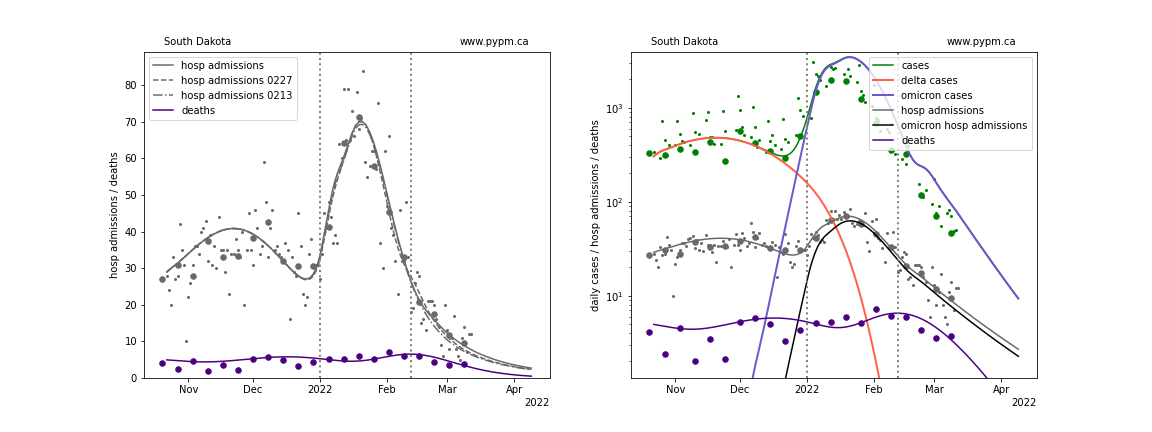 South Dakota
www.pypm.ca
hosp admissions
hosp admissions 0227
hosp admissions 0213
deaths
hosp admissions / deaths
80
70
60
50
40
30
20
10
0
Nov
Dec
2022
Feb
Mar
Apr
2022
South Dakota
www.pypm.ca
cases
delta cases
omicron cases
hosp admissions
omicron hosp admissions
deaths
daily cases / hosp admissions / deaths
10³
10²
10¹
Nov
Dec
2022
Feb
Mar
Apr
2022